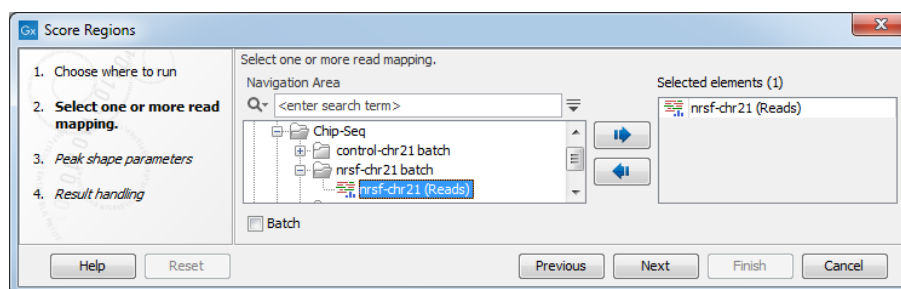 Gx Score Regions
X
1. Choose where to run
2. Select one or more read
mapping.
3. Peak shape parameters
4. Result handling
Select one or more read mapping.
Navigation Area
<enter search term>
Chip-Seq
control-chr21 batch
nrsf-chr21 batch
nrsf-chr21 (Reads)
Batch
Selected elements (1)
nrsf-chr21 (Reads)
Help
Reset
Previous
Next
Finish
Cancel